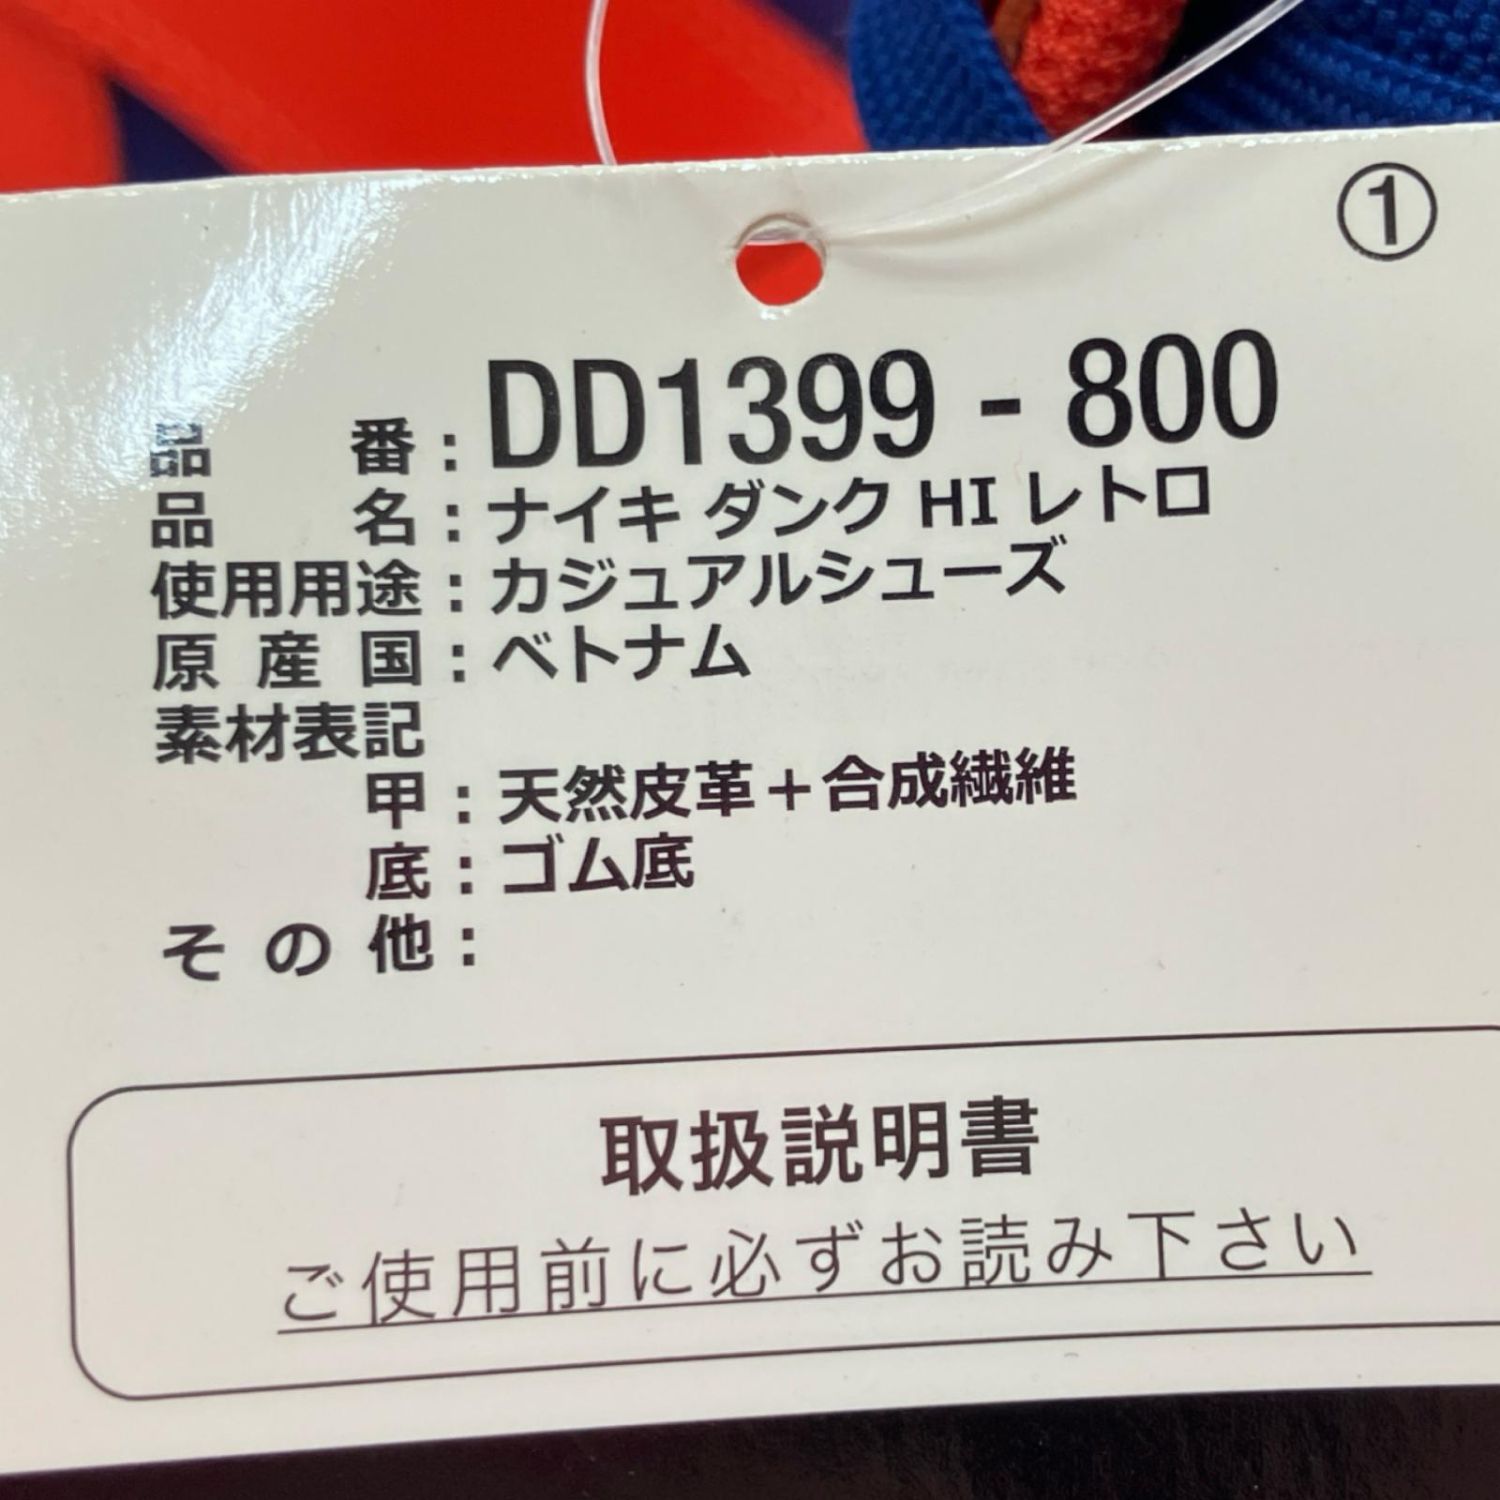 ①
品番：DD1399 - 800
品名：ナイキ ダンク HI レトロ
使用用途：カジュアルシューズ
原産国：ベトナム
素材表記
甲：天然皮革＋合成繊維
底：ゴム底
その他：
取扱説明書
ご使用前に必ずお読み下さい